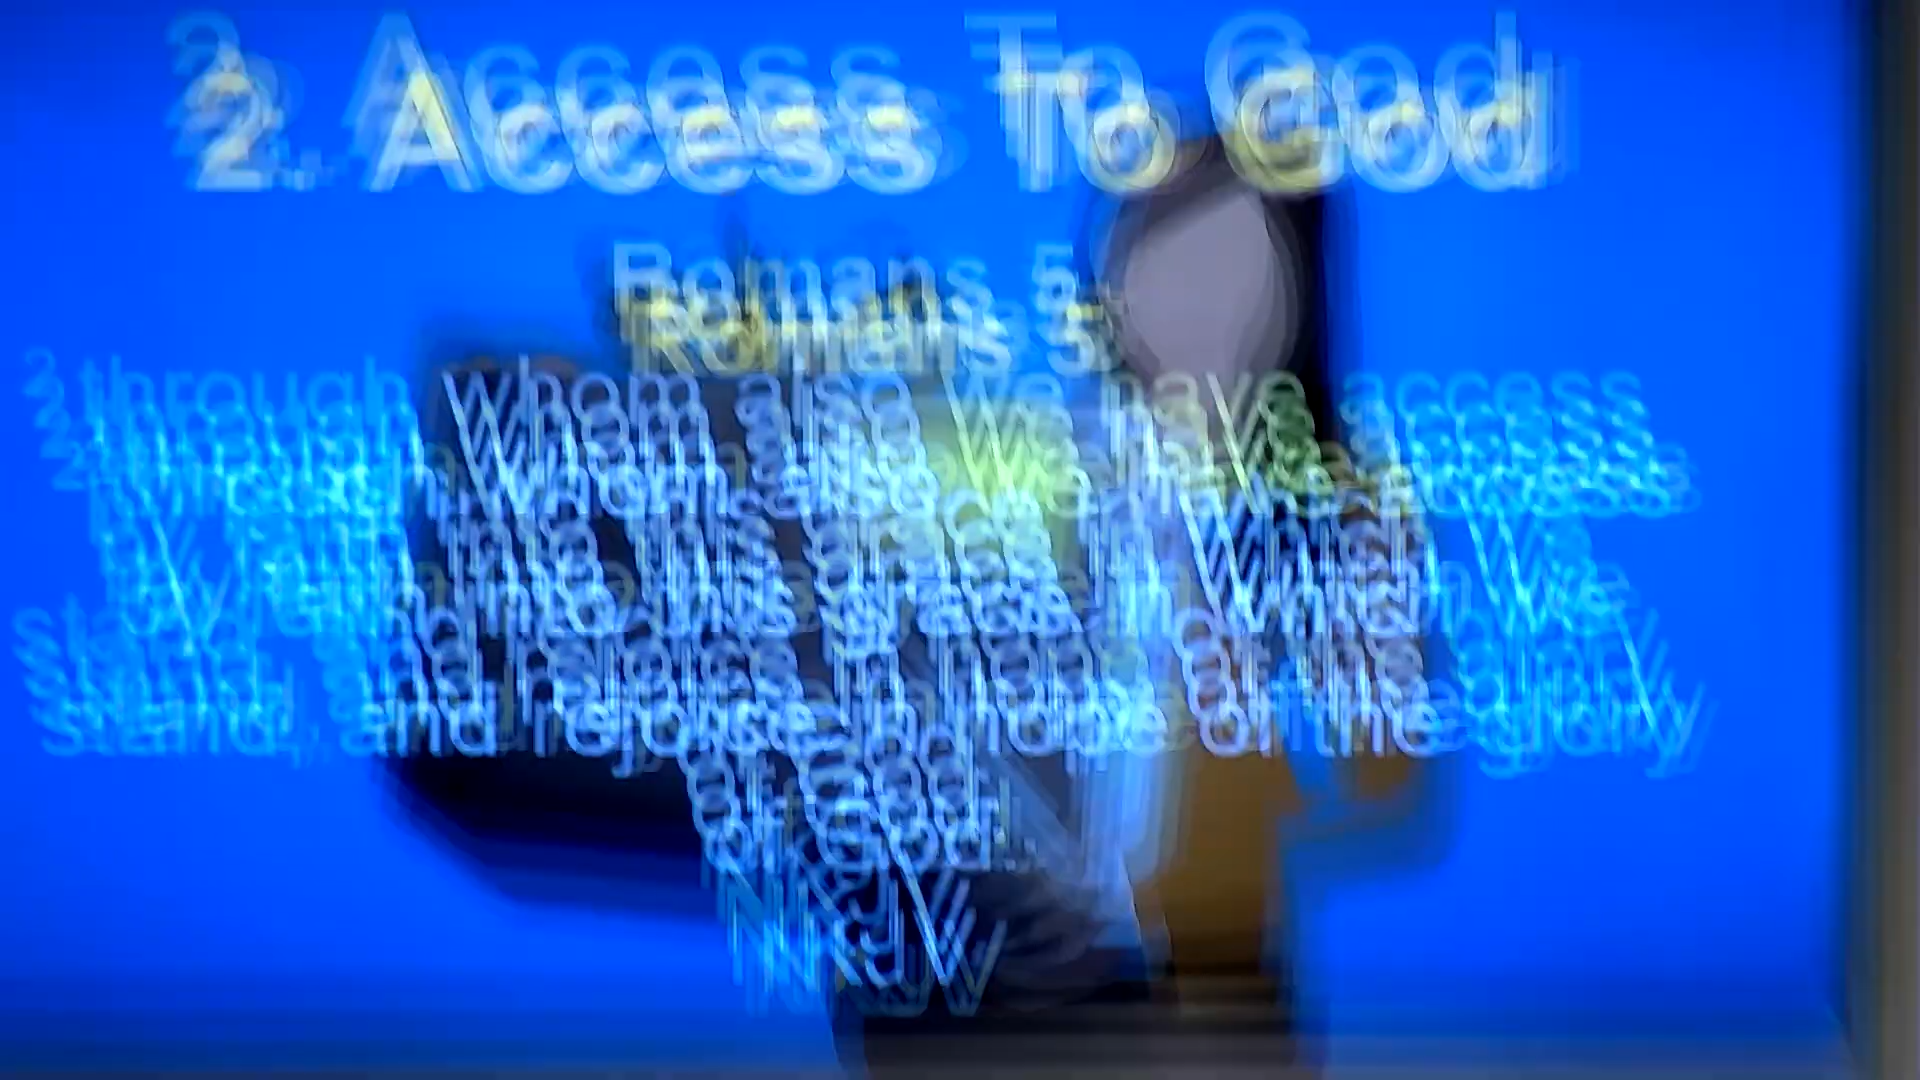 2. Access To God
Romans 5
2 through whom also we have access
by faith into this grace in which we
stand, and rejoice in hope of the glory
of God.
NKJV